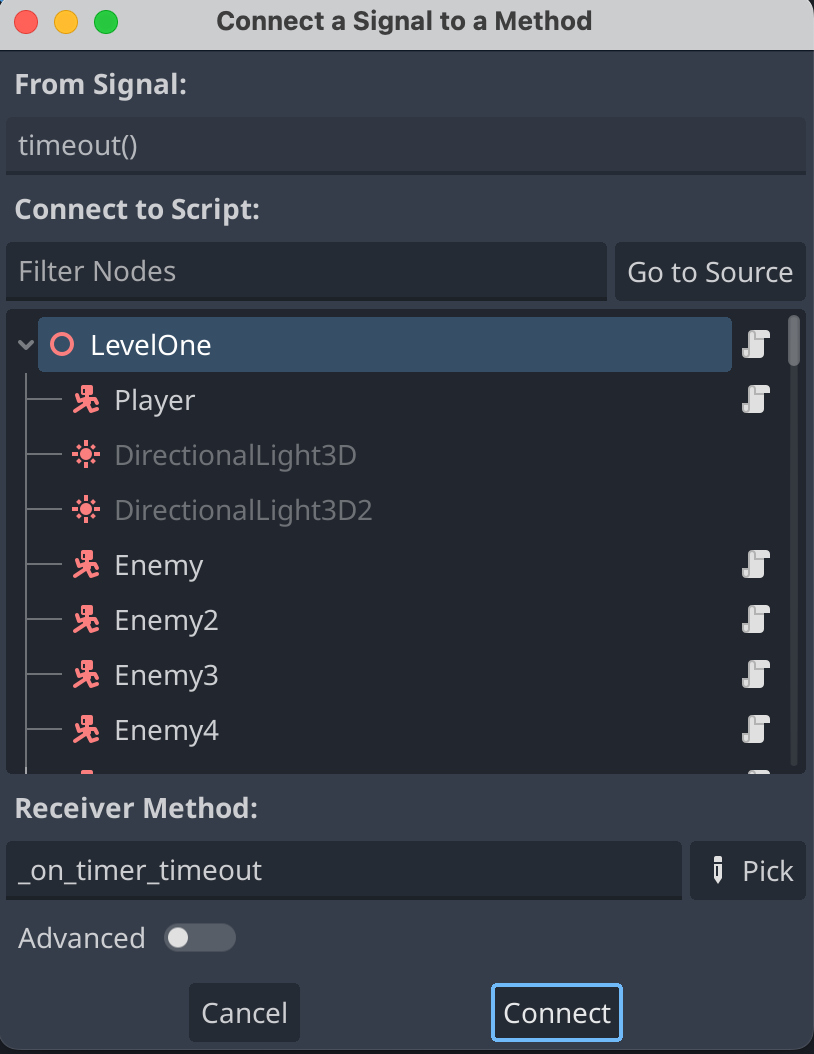 Connect a Signal to a Method
From Signal:
timeout()
Connect to Script:
Filter Nodes
Go to Source
LevelOne
Player
DirectionalLight3D
DirectionalLight3D2
Enemy
Enemy2
Enemy3
Enemy4
Receiver Method:
_on_timer_timeout
Pick
Advanced
Cancel
Connect